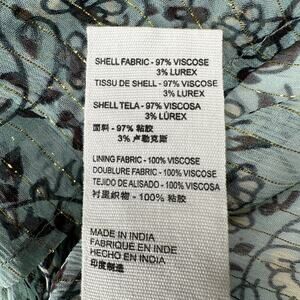 SHELL FABRIC - 97% VISCOSE
3% LUREX
TISSU DE SHELL - 97% VISCOSE
3% LUREX
SHELL TELA - 97% VISCOSA
3% LÚREX
面料 - 97% 粘胶
3% 卢勒克斯
LINING FABRIC - 100% VISCOSE
DOUBLURE FABRIC - 100% VISCOSE
TEJIDO DE ALISADO - 100% VISCOSA
衬里织物 - 100% 粘胶
MADE IN INDIA
FABRIQUÉ EN INDE
HECHO EN INDIA
印度制造